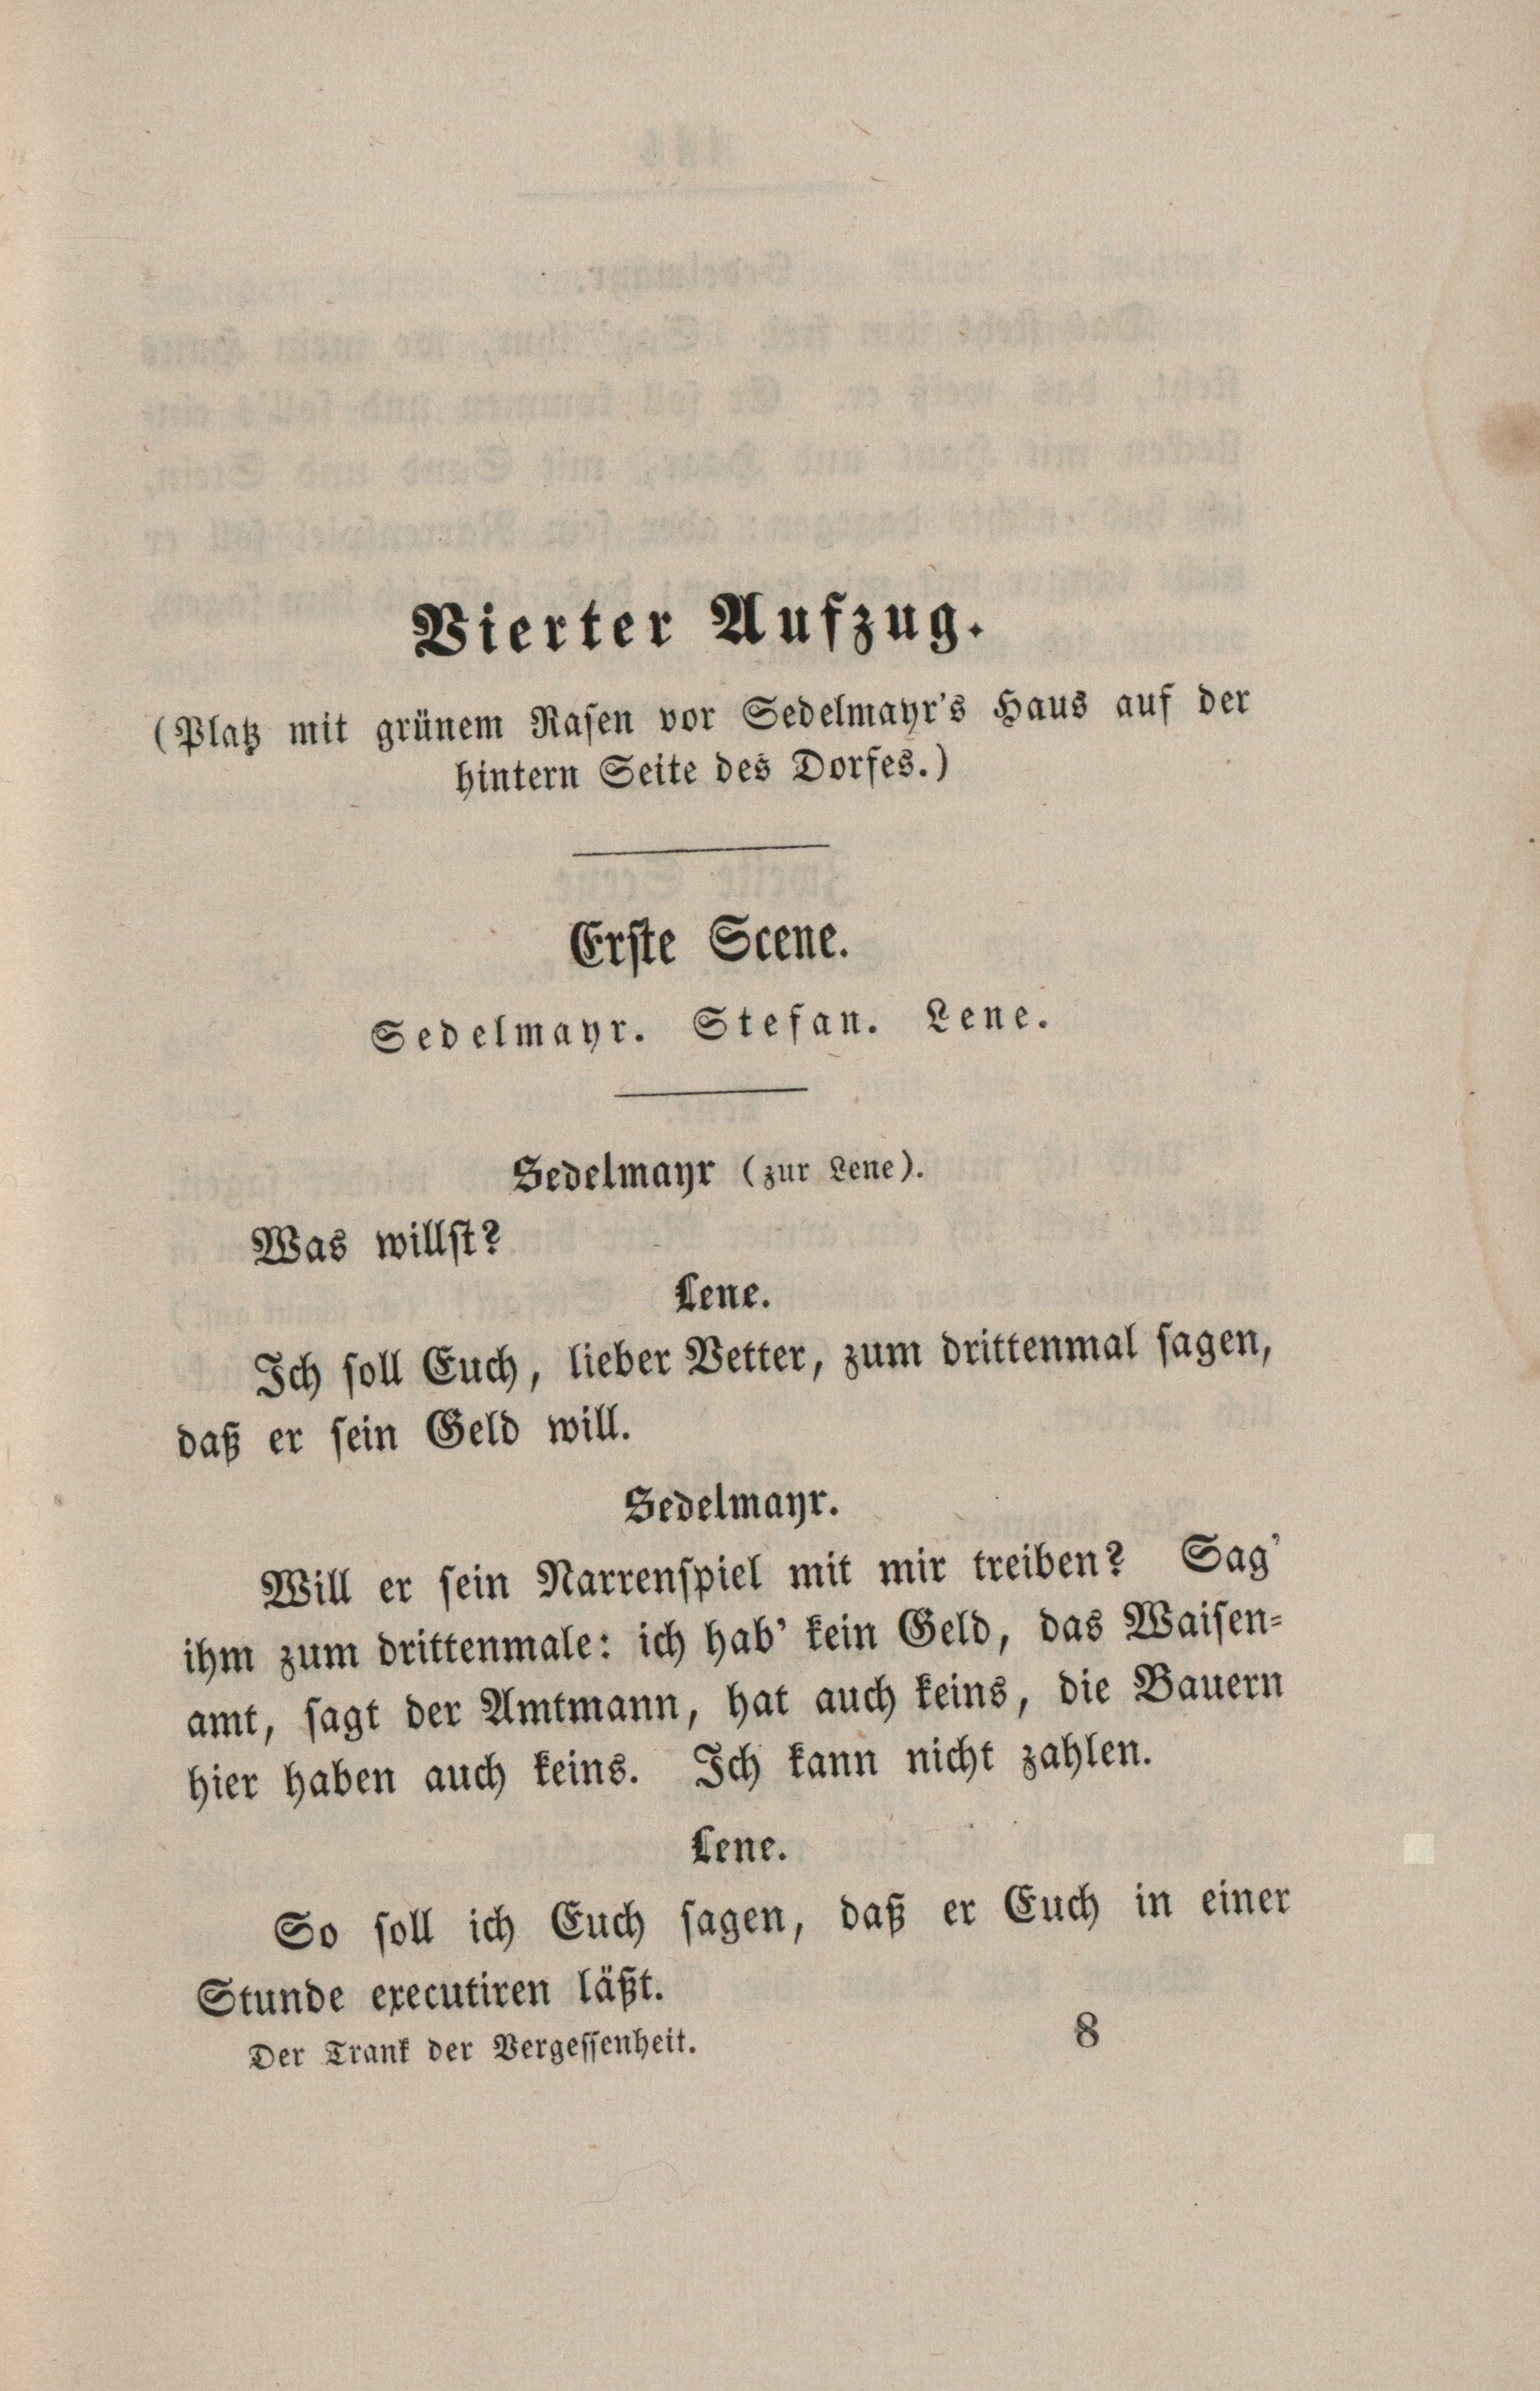 Vierter Aufzug.
(Platz mit grünem Rasen vor Sedelmayr's Haus auf der
hintern Seite des Dorfes.)
Erste Scene.
Sedelmayr. Stefan. Lene.
Sedelmayr (zur Lene).
Was willst?
Lene.
Ich soll Euch, lieber Vetter, zum drittenmal sagen,
daß er sein Geld will.
Sedelmayr.
Will er sein Narrenspiel mit mir treiben? Sag'
ihm zum drittenmale: ich hab' kein Geld, das Waisen-
amt, sagt der Amtmann, hat auch keins, die Bauern
hier haben auch keins. Ich kann nicht zahlen.
Lene.
So soll ich Euch sagen, daß er Euch in einer
Stunde executiren läßt.
Der Trank der Vergessenheit. 8